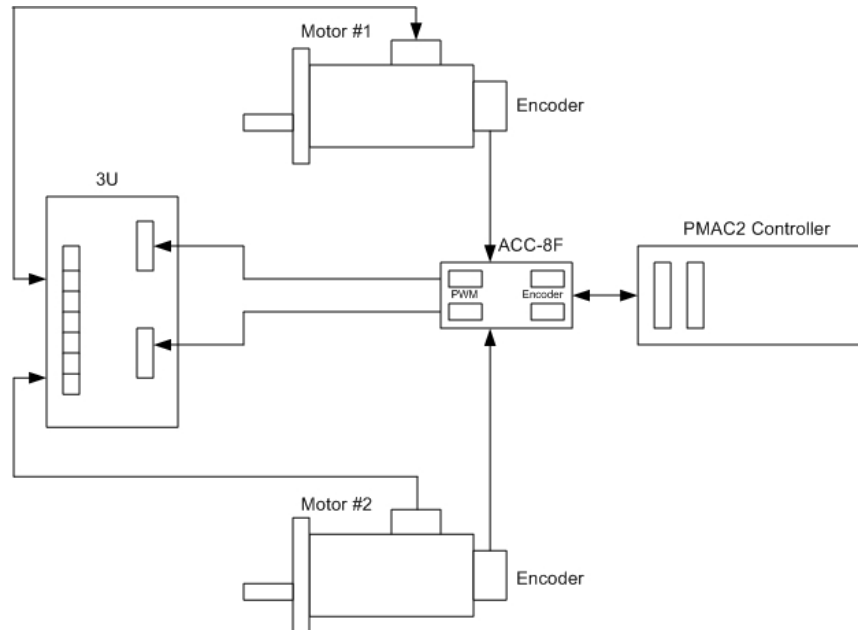 Motor #1
Encoder
3U
ACC-8F
PMAC2 Controller
PWM
Encoder
Motor #2
Encoder